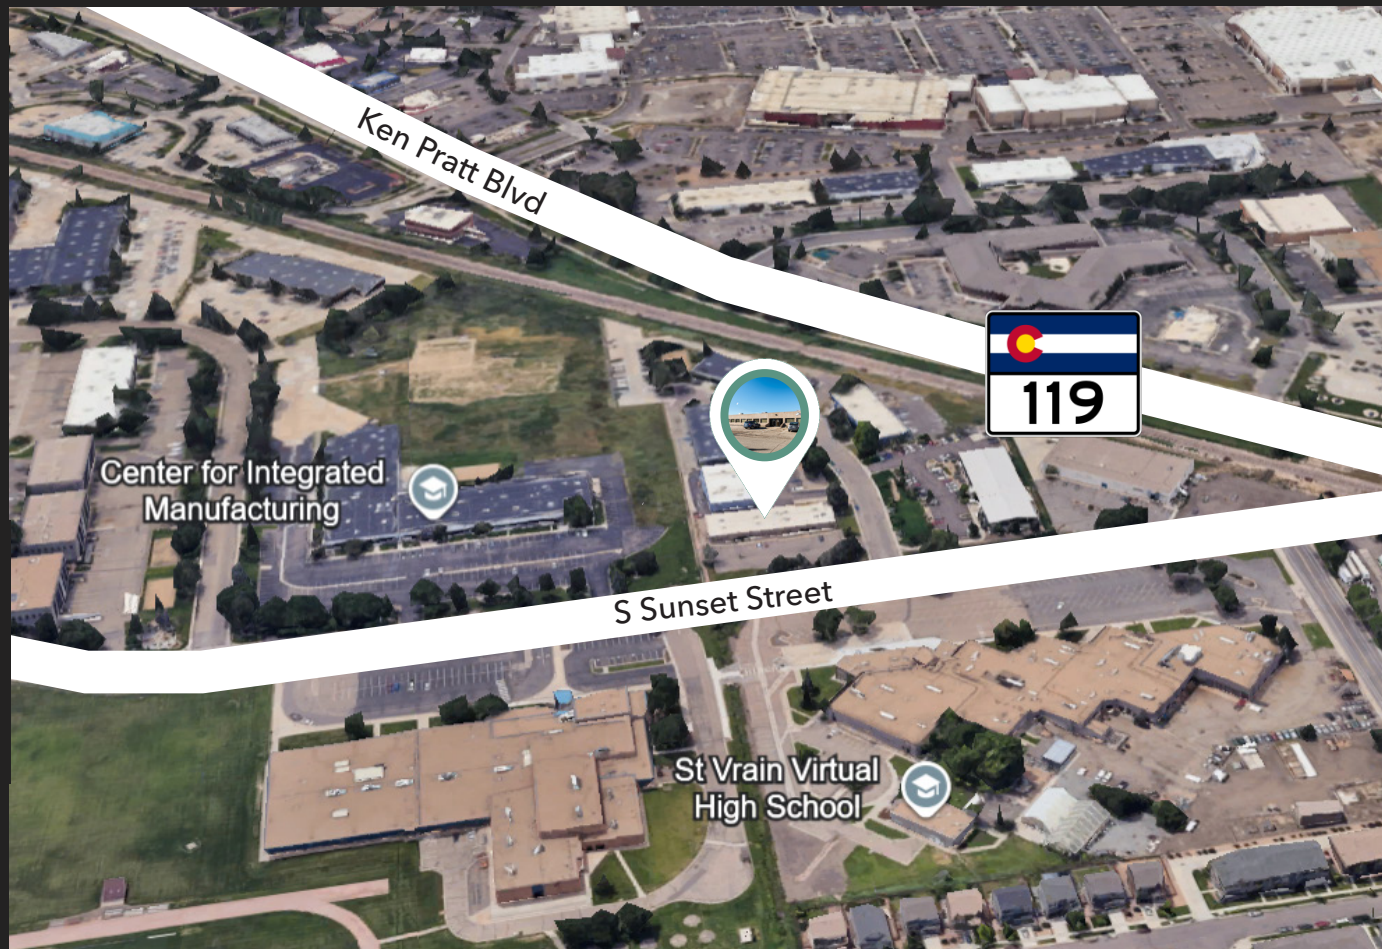 Ken Pratt Blvd
119
Center for Integrated
Manufacturing
S Sunset Street
St Vrain Virtual
High School